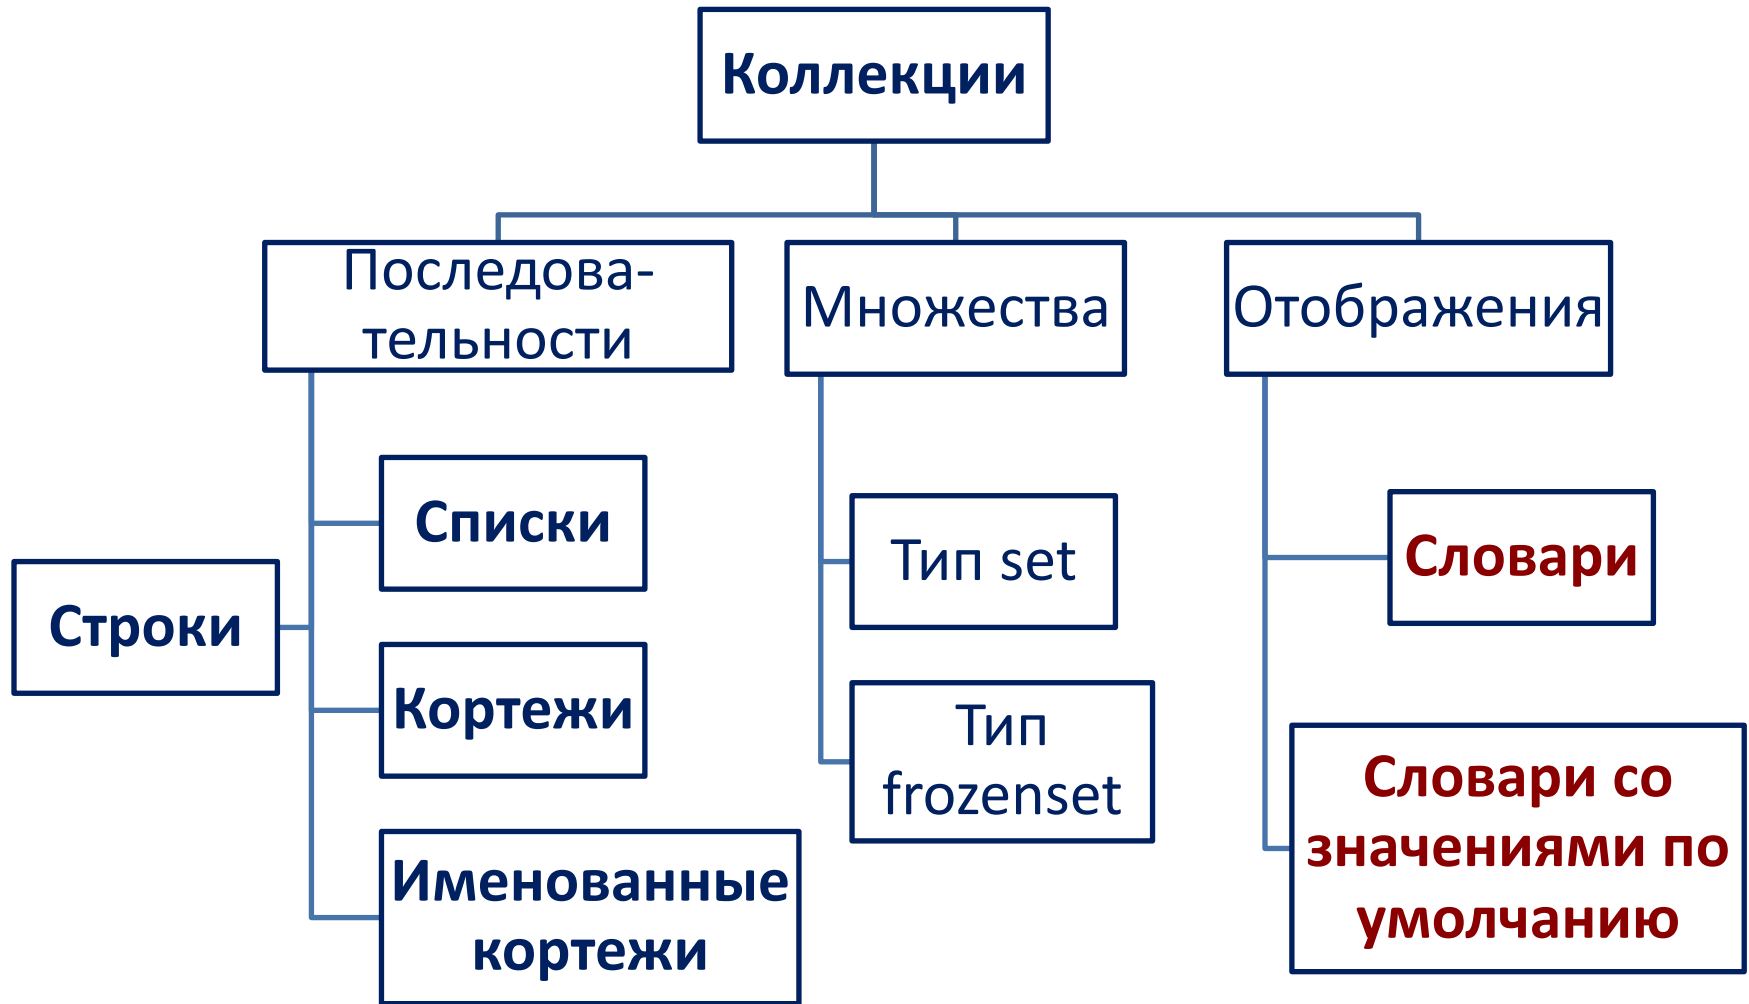 Коллекции
Последова-
тельности
Множества
Отображения
Строки
Списки
Кортежи
Именованные
кортежи
Тип set
Тип
frozenset
Словари
Словари со
значениями по
умолчанию